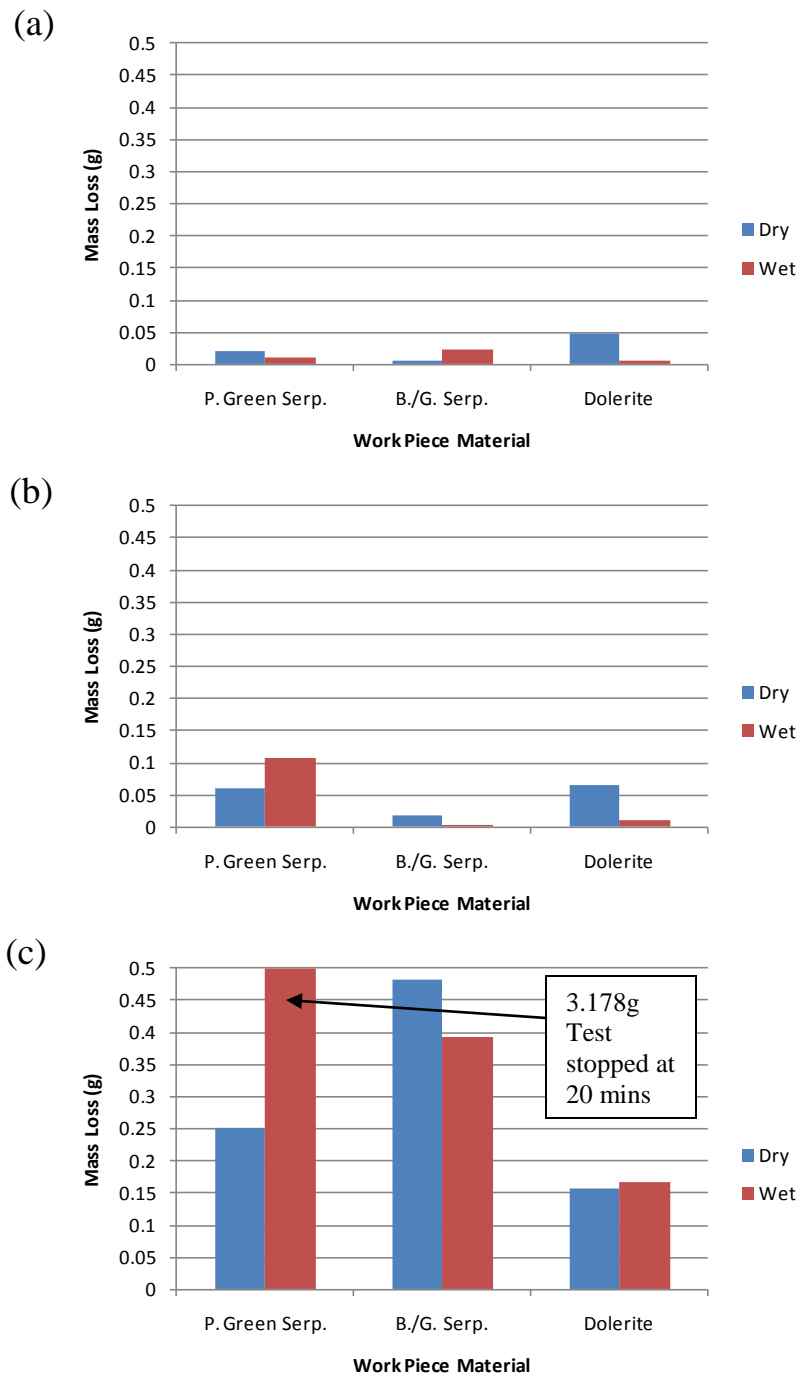 (a)
0.5
0.45
0.4
0.35
0.3
0.25
0.2
0.15
0.1
0.05
0
Mass Loss (g)
P. Green Serp.
B./G. Serp.
Dolerite
Work Piece Material
Dry
Wet
(b)
0.5
0.45
0.4
0.35
0.3
0.25
0.2
0.15
0.1
0.05
0
Mass Loss (g)
P. Green Serp.
B./G. Serp.
Dolerite
Work Piece Material
Dry
Wet
(c)
0.5
0.45
0.4
0.35
0.3
0.25
0.2
0.15
0.1
0.05
0
Mass Loss (g)
3.178g
Test
stopped at
20 mins
P. Green Serp.
B./G. Serp.
Dolerite
Work Piece Material
Dry
Wet